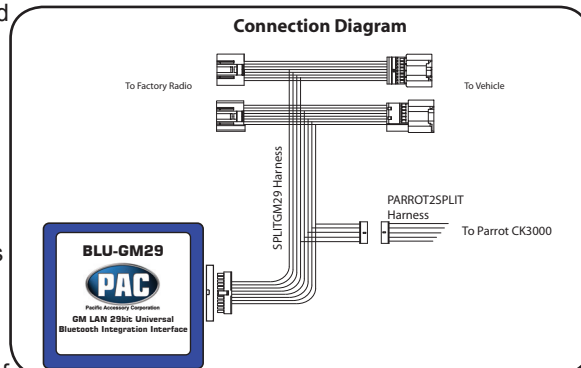 d
Connection Diagram
To Factory Radio
To Vehicle
SPLITGM29 Harness
PARROT2SPLIT
Harness
To Parrot CK3000
s
BLU-GM29
PAC
Pacific Accessory Corporation
GM LAN 29bit Universal
Bluetooth Integration Interface
f